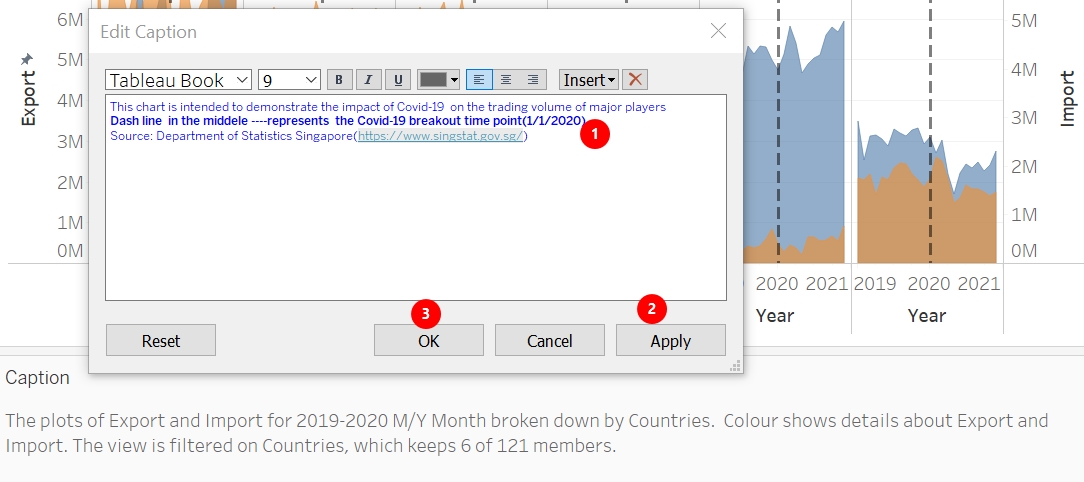 6M
5M
4M
3M
2M
1M
0M
Export
Edit Caption
Tableau Book
9
B
I
U
Insert
This chart is intended to demonstrate the impact of Covid-19  on the trading volume of major players
Dash line  in the middele ----represents  the Covid-19 breakout time point(1/1/2020)
Source: Department of Statistics Singapore(https://www.singstat.gov.sg/)
1
2
3
Reset
OK
Cancel
Apply
5M
4M
3M
2M
1M
0M
Import
2020 2021 2019 2020 2021
Year Year
Caption
The plots of Export and Import for 2019-2020 M/Y Month broken down by Countries.  Colour shows details about Export and
Import. The view is filtered on Countries, which keeps 6 of 121 members.